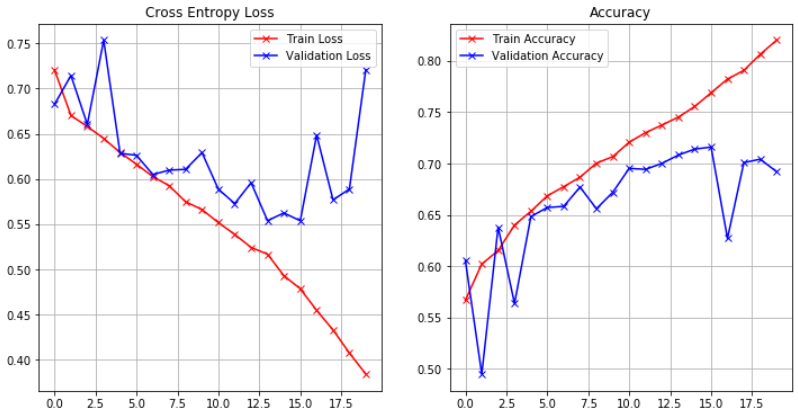 Cross Entropy Loss
Train Loss
Validation Loss
0.75
0.70
0.65
0.60
0.55
0.50
0.45
0.40
0.0 2.5 5.0 7.5 10.0 12.5 15.0 17.5
Accuracy
Train Accuracy
Validation Accuracy
0.80
0.75
0.70
0.65
0.60
0.55
0.50
0.0 2.5 5.0 7.5 10.0 12.5 15.0 17.5